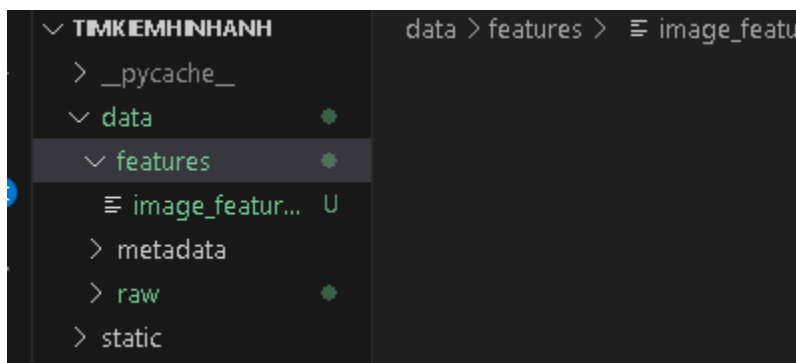 TIMKIEMHINHANH
data > features > image_featu
__pycache__
data
features
image_featur... U
metadata
raw
static